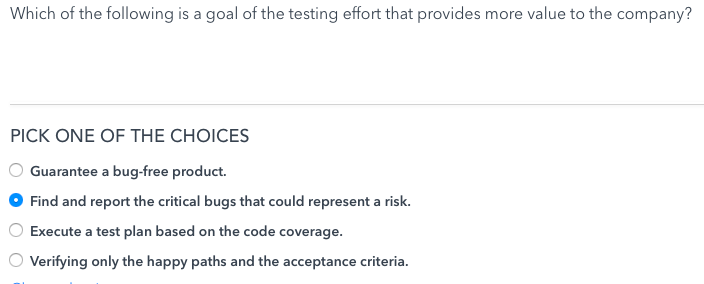 Which of the following is a goal of the testing effort that provides more value to the company?
PICK ONE OF THE CHOICES
Guarantee a bug-free product.
Find and report the critical bugs that could represent a risk.
Execute a test plan based on the code coverage.
Verifying only the happy paths and the acceptance criteria.